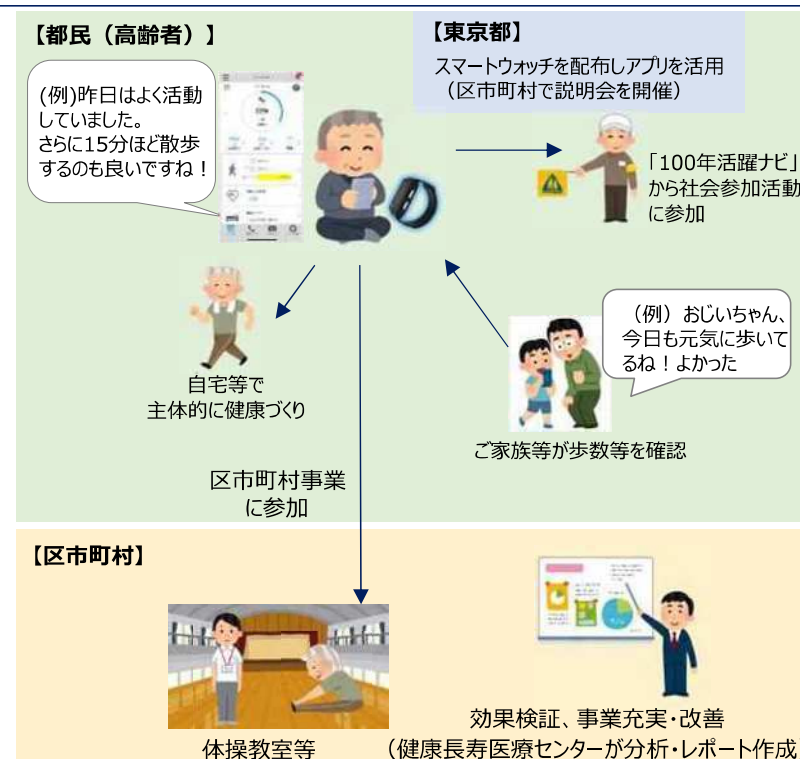 【都民（高齢者）】
(例)昨日はよく活動
していました。
さらに15分ほど散歩
するのも良いですね！
【東京都】
スマートウォッチを配布しアプリを活用
（区市町村で説明会を開催）
「100年活躍ナビ」
から社会参加活動
に参加
自宅等で
主体的に健康づくり
（例）おじいちゃん、
今日も元気に歩いて
るね！よかった
ご家族等が歩数等を確認
区市町村事業
に参加
【区市町村】
体操教室等
効果検証、事業充実・改善
（健康長寿医療センターが分析・レポート作成